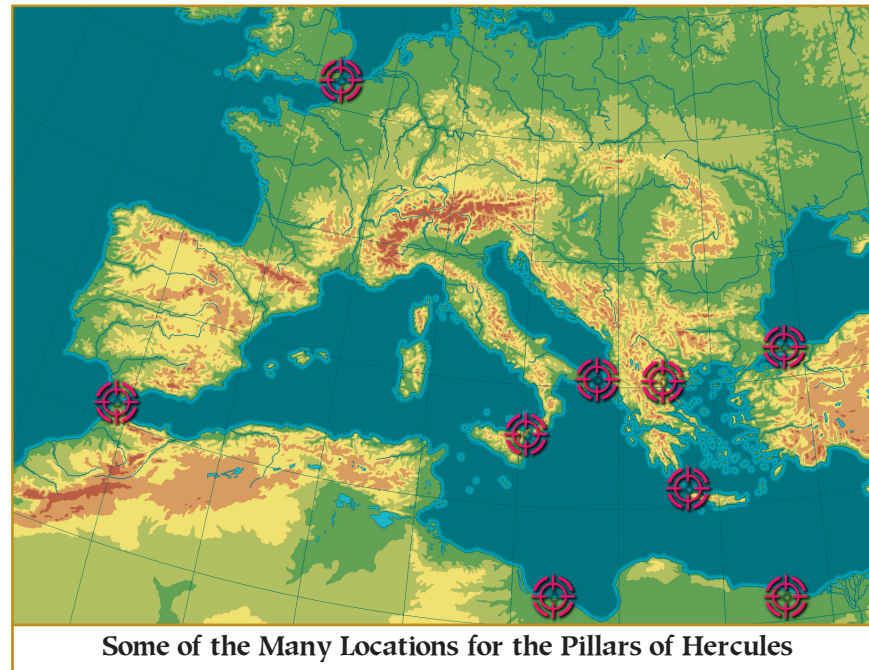 Some of the Many Locations for the Pillars of Hercules